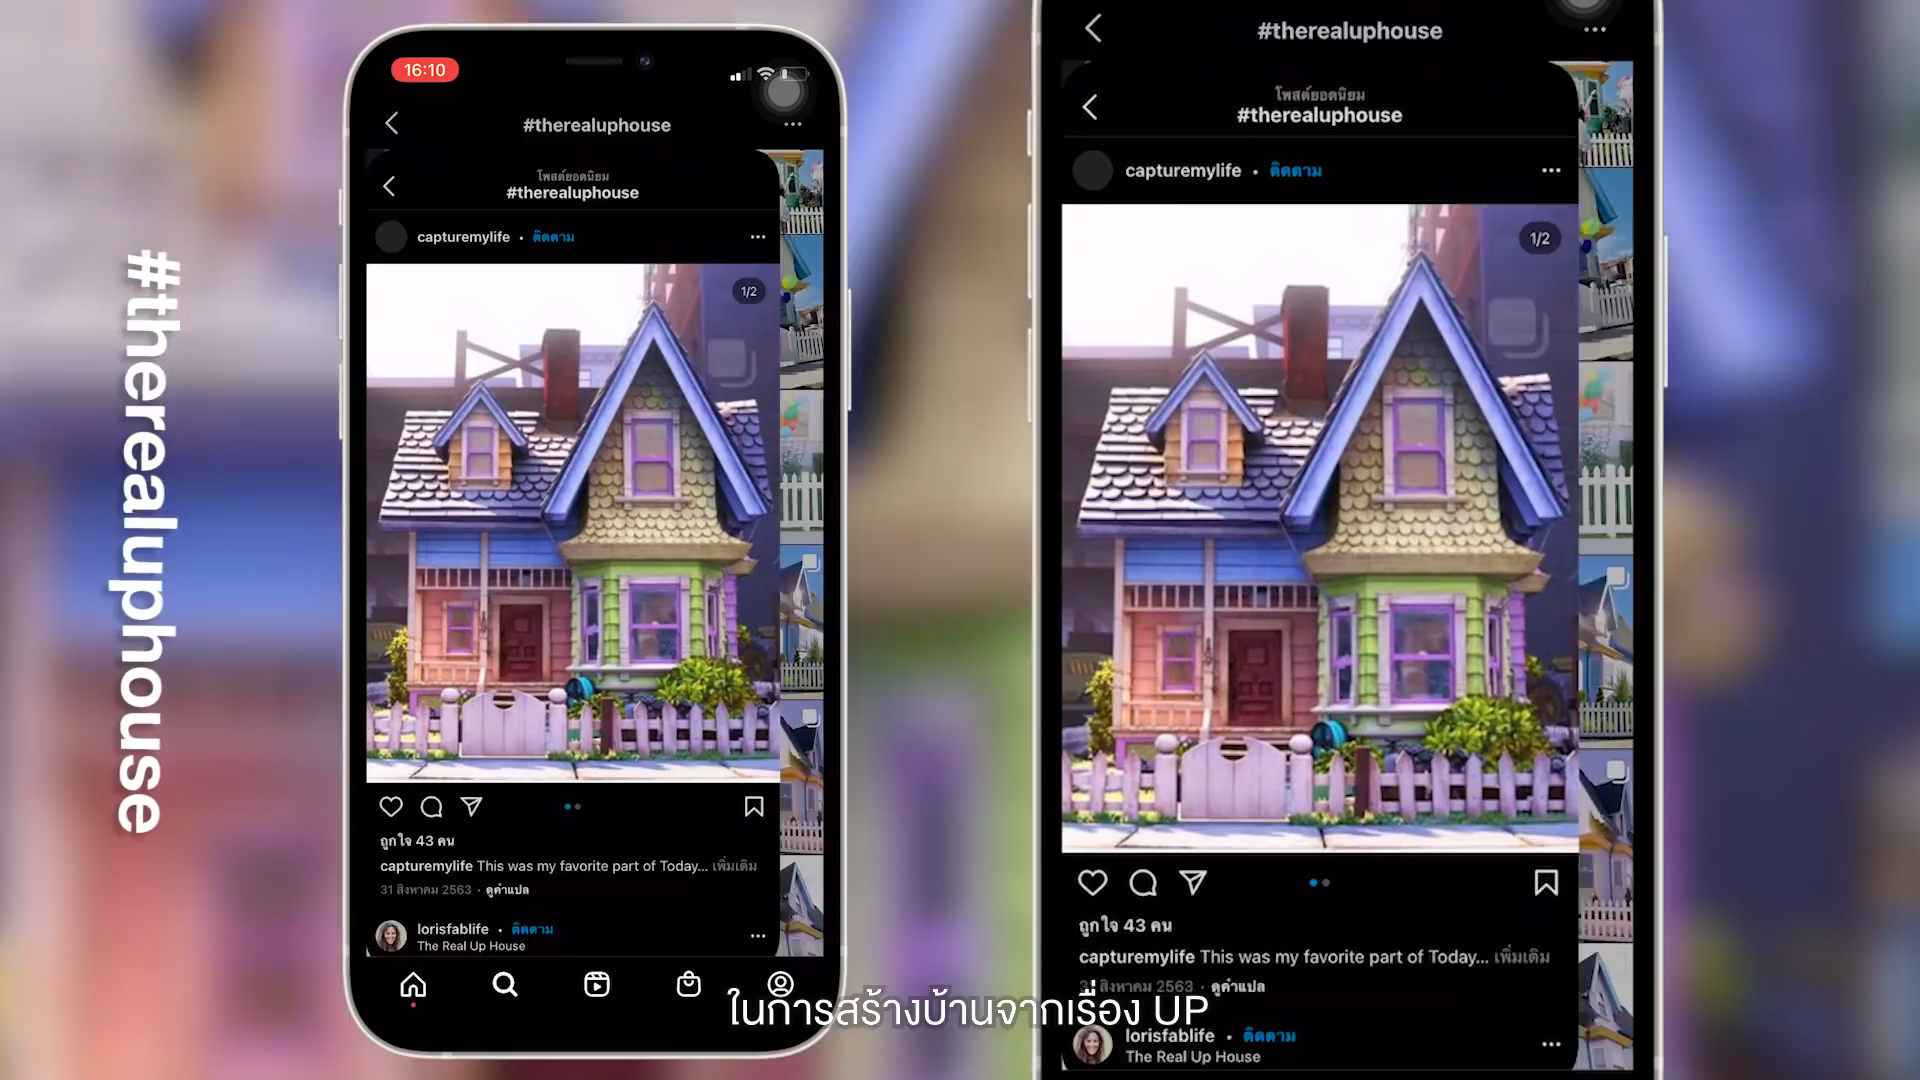 #therealuphouse
16:10
#therealuphouse
โพสต์ยอดนิยม
#therealuphouse
capturemylife • ติดตาม
1/2
ถูกใจ 43 คน
capturemylife This was my favorite part of Today... เพิ่มเติม
31 สิงหาคม 2563 · ดูคำแปล
lorisfablife • ติดตาม
The Real Up House
#therealuphouse
โพสต์ยอดนิยม
#therealuphouse
capturemylife • ติดตาม
1/2
ถูกใจ 43 คน
capturemylife This was my favorite part of Today... เพิ่มเติม
31 สิงหาคม 2563 · ดูคำแปล
lorisfablife • ติดตาม
The Real Up House
ในการสร้างบ้านจากเรื่อง UP